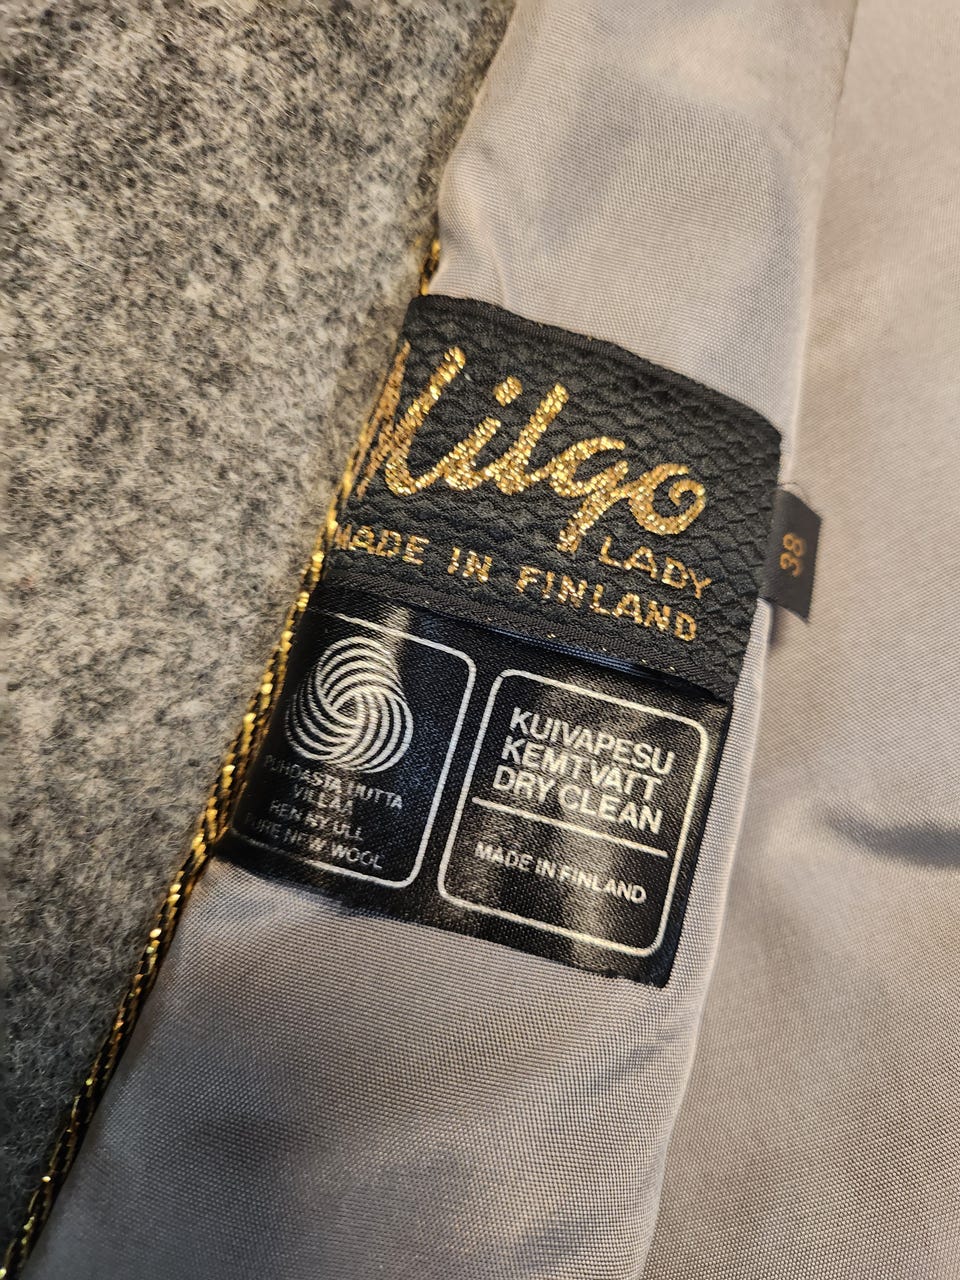 LADY
MADE IN FINLAND
38
PUHDASTA UUTTA
VILLAA
REN NY ULL
PURE NEW WOOL
KUIVAPESU
KEMTVÄTT
DRY CLEAN
MADE IN FINLAND